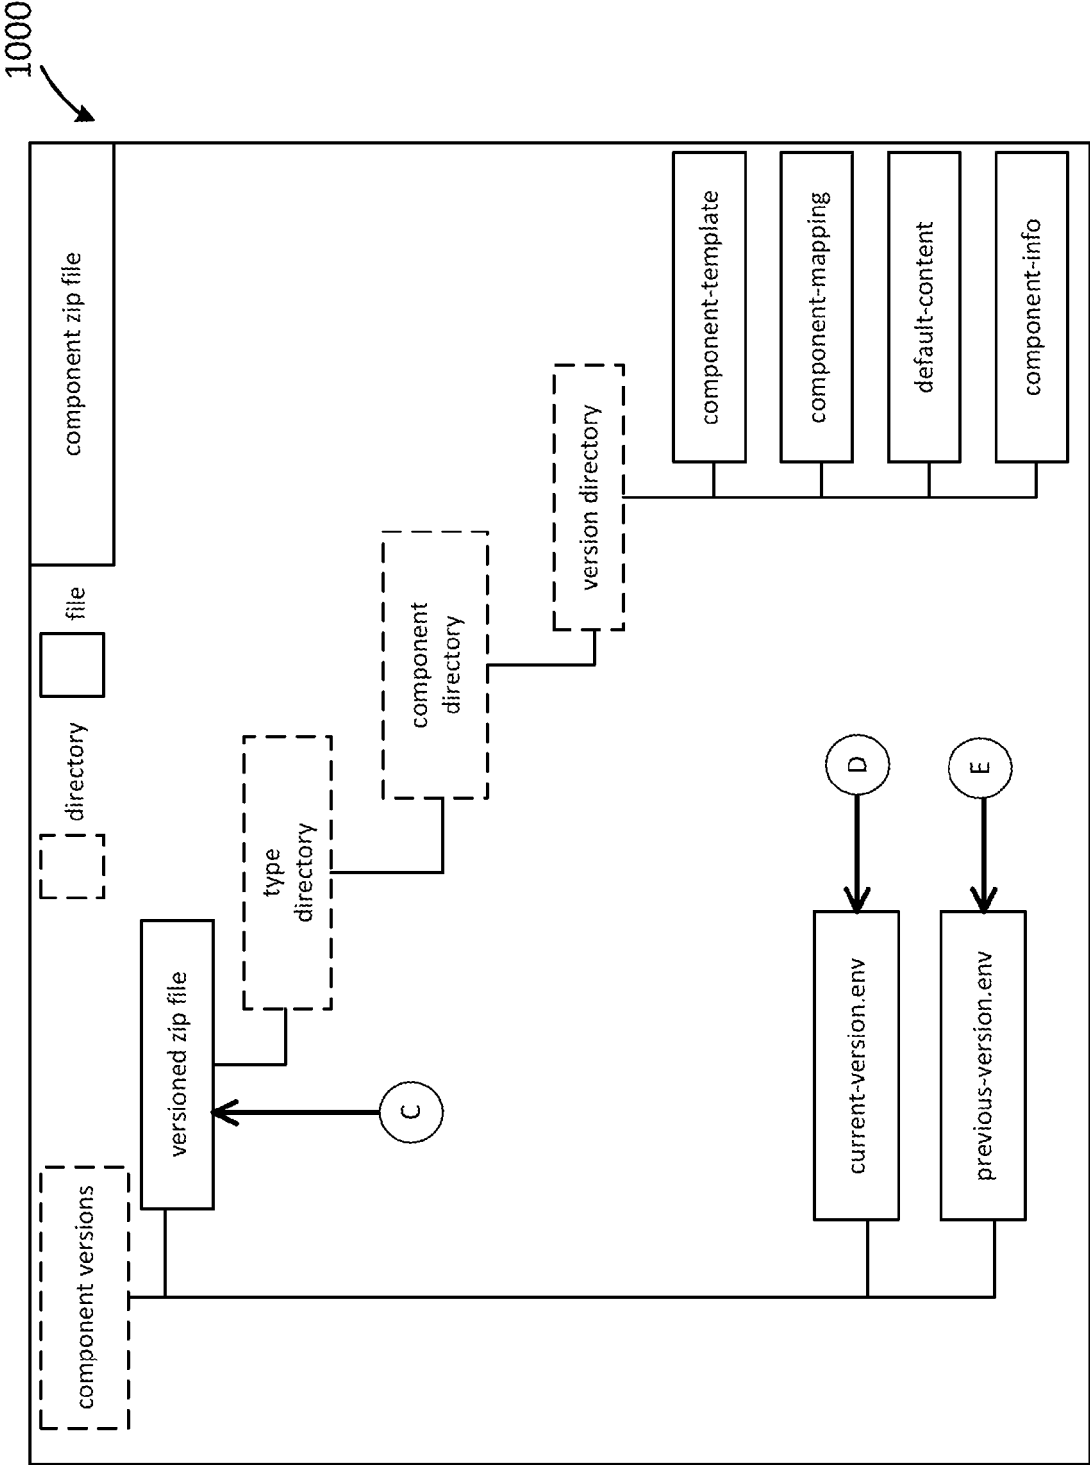 1000
component versions
directory
file
component zip file
versioned zip file
type
directory
component
directory
version directory
component-template
component-mapping
default-content
component-info
C
current-version.env
D
previous-version.env
E